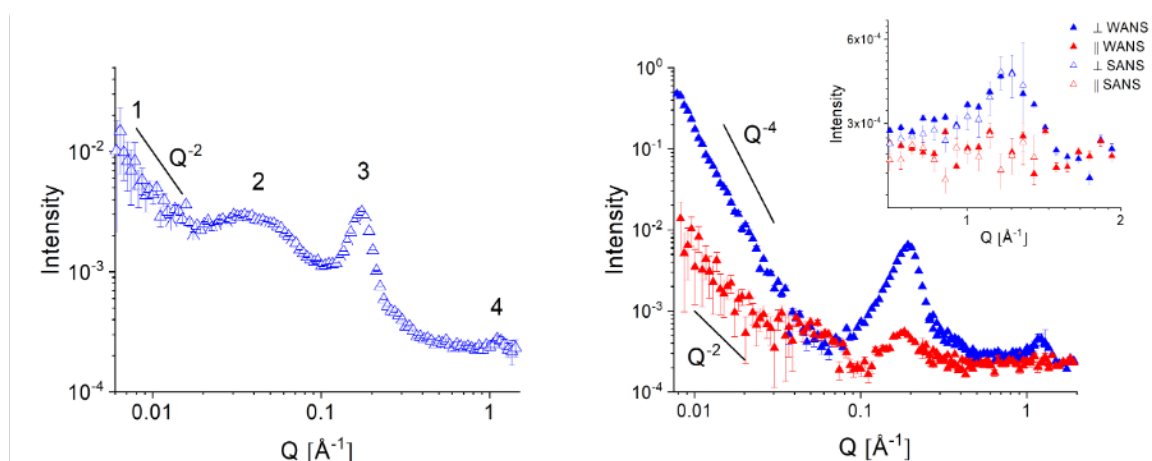 10⁻²
10⁻³
10⁻⁴
Intensity
1
Q⁻²
2
3
4
0.01
0.1
1
Q [Å⁻¹]
10⁰
10⁻¹
10⁻²
10⁻³
10⁻⁴
Intensity
Q⁻⁴
Q⁻²
0.01
0.1
1
Q [Å⁻¹]
6x10⁻⁴
3x10⁻⁴
Intensity
1
2
Q [Å⁻¹]
⊥ WANS
|| WANS
⊥ SANS
|| SANS